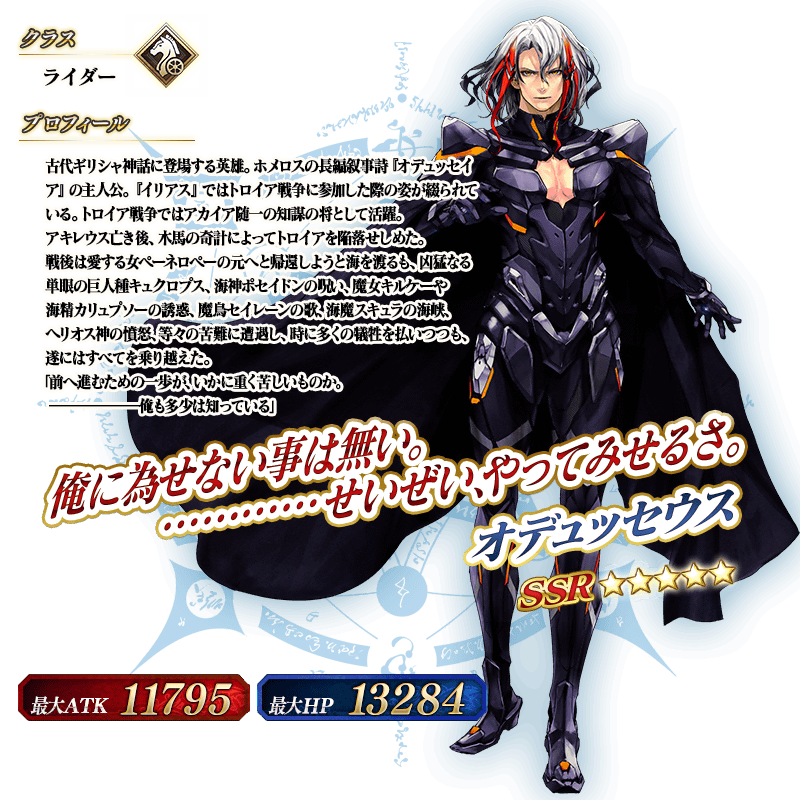 クラス
ライダー
プロフィール
古代ギリシャ神話に登場する英雄。ホメロスの長編叙事詩『オデュッセイ
ア』の主人公。『イリアス』ではトロイア戦争に参加した際の姿が綴られて
いる。トロイア戦争ではアカイア随一の知謀の将として活躍。
アキレウス亡き後、木馬の奇計によってトロイアを陥落せしめた。
戦後は愛する女ペーネロペーの元へと帰還しようと海を渡るも、凶猛なる
単眼の巨人種キュクロプス、海神ポセイドンの呪い、魔女キルケーや
海精カリュプソーの誘惑、魔鳥セイレーンの歌、海魔スキュラの海峡、
ヘリオス神の憤怒、等々の苦難に遭遇し、時に多くの犠牲を払いつつも、
遂にはすべてを乗り越えた。
「前へ進むための一歩が、いかに重く苦しいものか。
――――――俺も多少は知っている」
俺に為せない事は無い。
…………せいぜい、やってみせるさ。
オデュッセウス
SSR ☆☆☆☆☆
最大ATK 11795
最大HP 13284